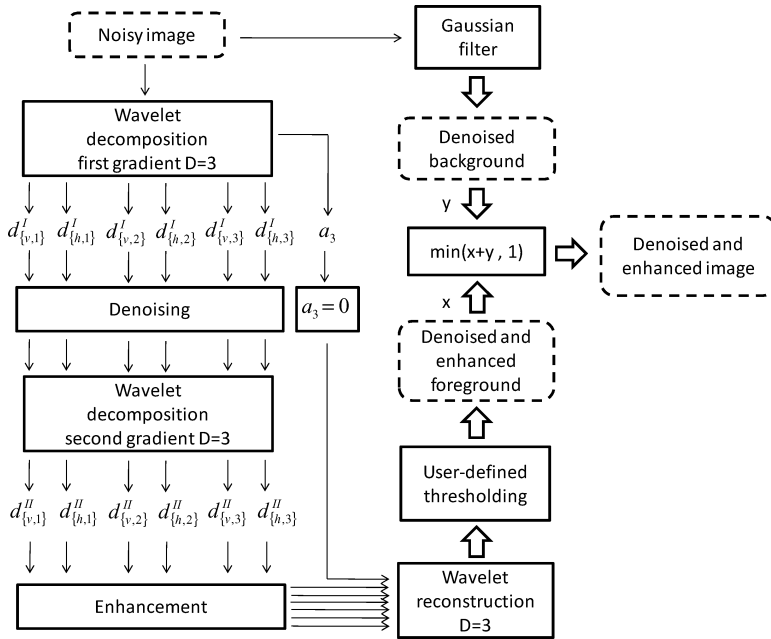 Noisy image
Gaussian
filter
Wavelet
decomposition
first gradient D=3
Denoised
background
y
d^I_{v,1} d^I_{h,1} d^I_{v,2} d^I_{h,2} d^I_{v,3} d^I_{h,3} a_3
min(x+y , 1)
Denoised and
enhanced image
x
Denoising
a_3 = 0
Denoised and
enhanced
foreground
Wavelet
decomposition
second gradient D=3
User-defined
thresholding
d^II_{v,1} d^II_{h,1} d^II_{v,2} d^II_{h,2} d^II_{v,3} d^II_{h,3}
Enhancement
Wavelet
reconstruction
D=3